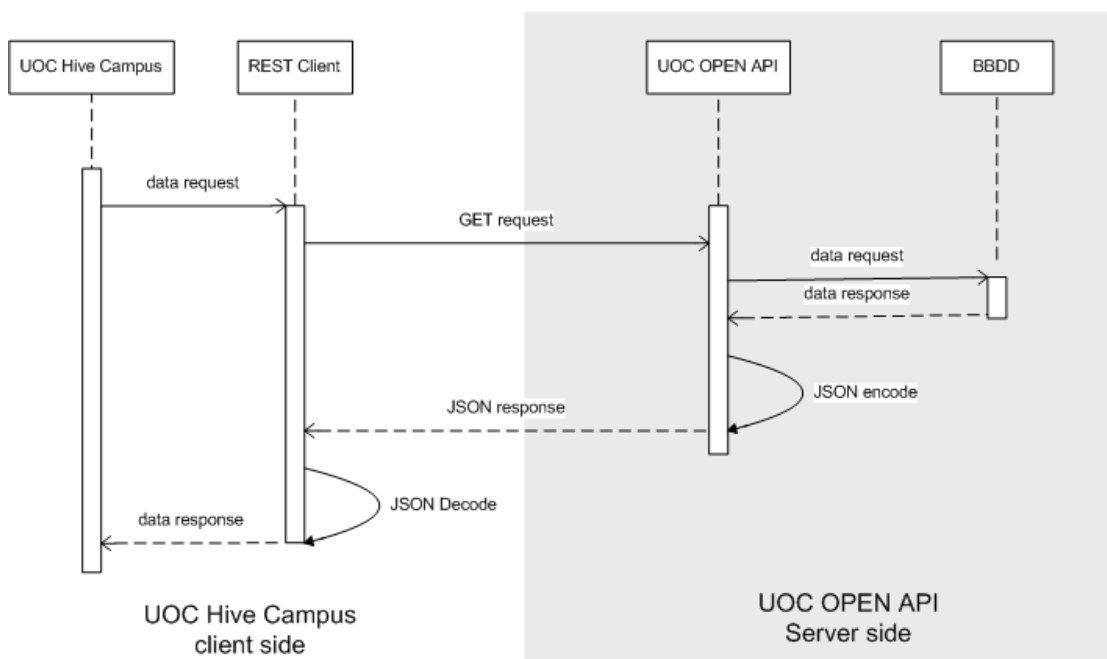 UOC Hive Campus
REST Client
UOC OPEN API
BBDD
data request
GET request
data request
data response
JSON encode
JSON response
JSON Decode
data response
UOC Hive Campus
client side
UOC OPEN API
Server side